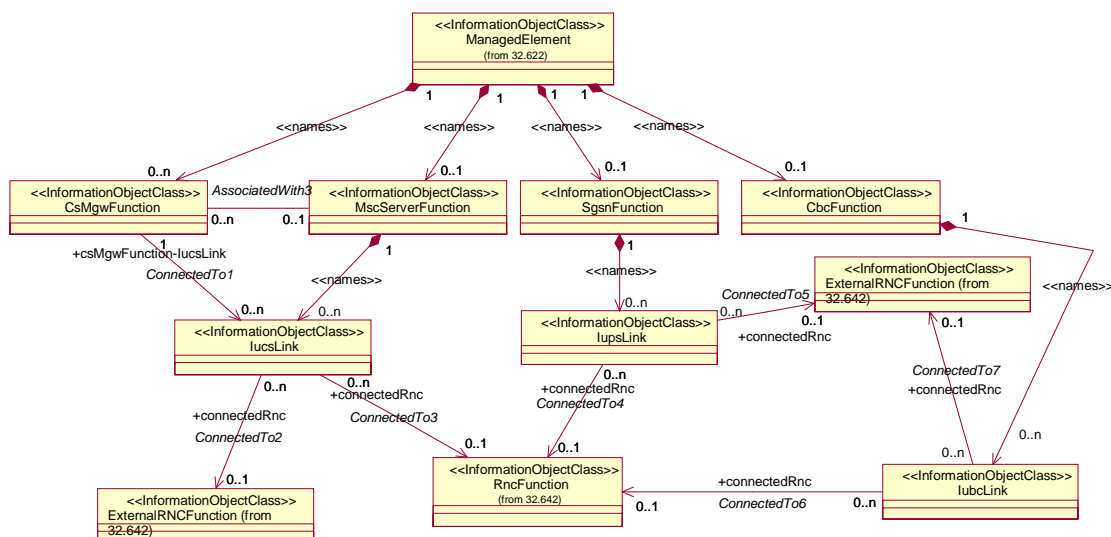 <<InformationObjectClass>>
ManagedElement
(from 32.622)
1
1
1
1
<<names>>
<<names>>
<<names>>
<<names>>
0..n
0..1
0..1
0..1
<<InformationObjectClass>>
CsMgwFunction
AssociatedWith3
0..n
0..1
<<InformationObjectClass>>
MscServerFunction
<<InformationObjectClass>>
SgsnFunction
<<InformationObjectClass>>
CbcFunction
1
1
1
1
+csMgwFunction-IucsLink
ConnectedTo1
<<names>>
<<names>>
<<names>>
<<InformationObjectClass>>
ExternalRNCFunction (from
32.642)
0..n
0..n
0..n
ConnectedTo5
0..n
0..1
+connectedRnc
0..1
<<InformationObjectClass>>
IucsLink
<<InformationObjectClass>>
IupsLink
0..n
0..n
0..n
+connectedRnc
ConnectedTo2
+connectedRnc
ConnectedTo3
+connectedRnc
ConnectedTo4
ConnectedTo7
+connectedRnc
0..n
0..n
0..1
0..1
0..1
<<InformationObjectClass>>
RncFunction
(from 32.642)
+connectedRnc
ConnectedTo6
0..1
0..n
<<InformationObjectClass>>
IubcLink
<<InformationObjectClass>>
ExternalRNCFunction (from
32.642)